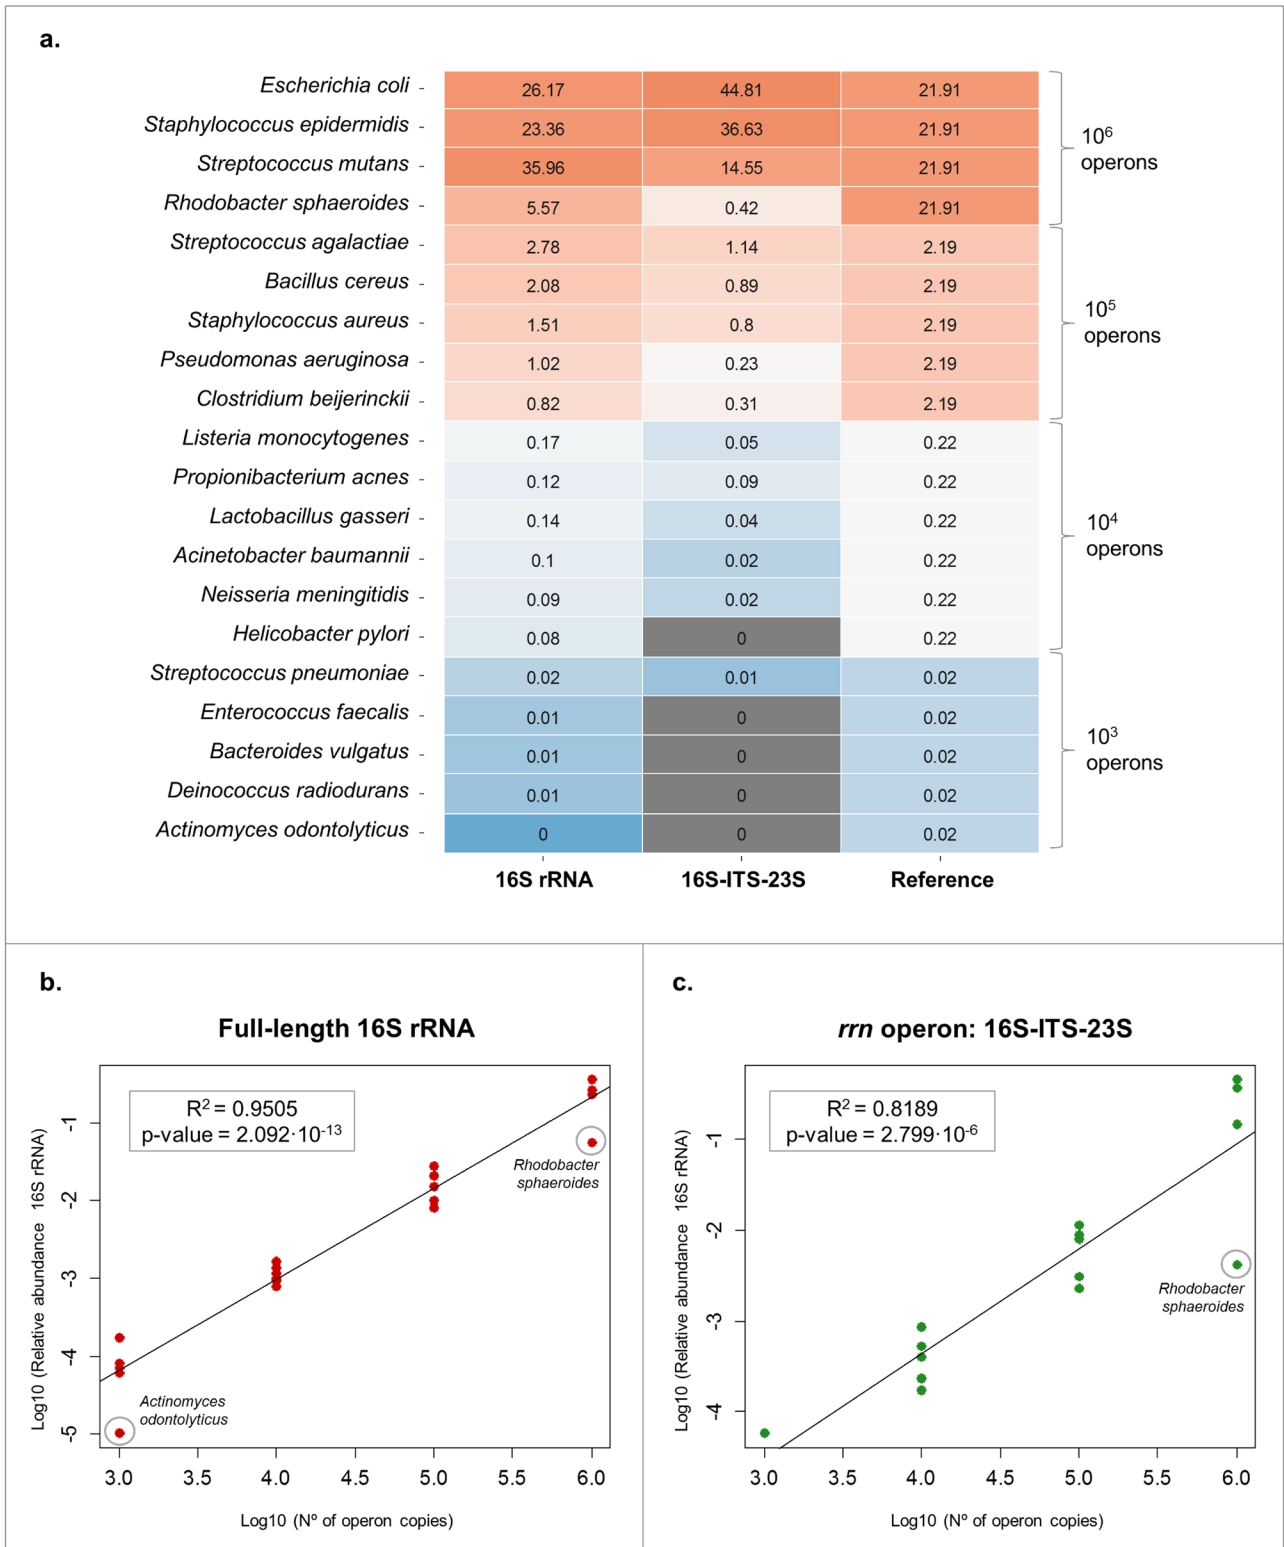 a.
Escherichia coli - 26.17 44.81 21.91
Staphylococcus epidermidis - 23.36 36.63 21.91
10⁶
Streptococcus mutans - 35.96 14.55 21.91
operons
Rhodobacter sphaeroides - 5.57 0.42 21.91
Streptococcus agalactiae - 2.78 1.14 2.19
Bacillus cereus - 2.08 0.89 2.19
10⁵
Staphylococcus aureus - 1.51 0.8 2.19
operons
Pseudomonas aeruginosa - 1.02 0.23 2.19
Clostridium beijerinckii - 0.82 0.31 2.19
Listeria monocytogenes - 0.17 0.05 0.22
Propionibacterium acnes - 0.12 0.09 0.22
Lactobacillus gasseri - 0.14 0.04 0.22
10⁴
operons
Acinetobacter baumannii - 0.1 0.02 0.22
Neisseria meningitidis - 0.09 0.02 0.22
Helicobacter pylori - 0.08 0 0.22
Streptococcus pneumoniae - 0.02 0.01 0.02
Enterococcus faecalis - 0.01 0 0.02
10³
operons
Bacteroides vulgatus - 0.01 0 0.02
Deinococcus radiodurans - 0.01 0 0.02
Actinomyces odontolyticus - 0 0 0.02
16S rRNA 16S-ITS-23S Reference
b.
Full-length 16S rRNA
R² = 0.9505
p-value = 2.092·10⁻¹³
Rhodobacter
sphaeroides
Actinomyces
odontolyticus
-1
-2
-3
-4
-5
Log10 (Relative abundance 16S rRNA)
3.0 3.5 4.0 4.5 5.0 5.5 6.0
Log10 (Nº of operon copies)
c.
rrn operon: 16S-ITS-23S
R² = 0.8189
p-value = 2.799·10⁻⁶
Rhodobacter
sphaeroides
-1
-2
-3
-4
Log10 (Relative abundance 16S rRNA)
3.0 3.5 4.0 4.5 5.0 5.5 6.0
Log10 (Nº of operon copies)